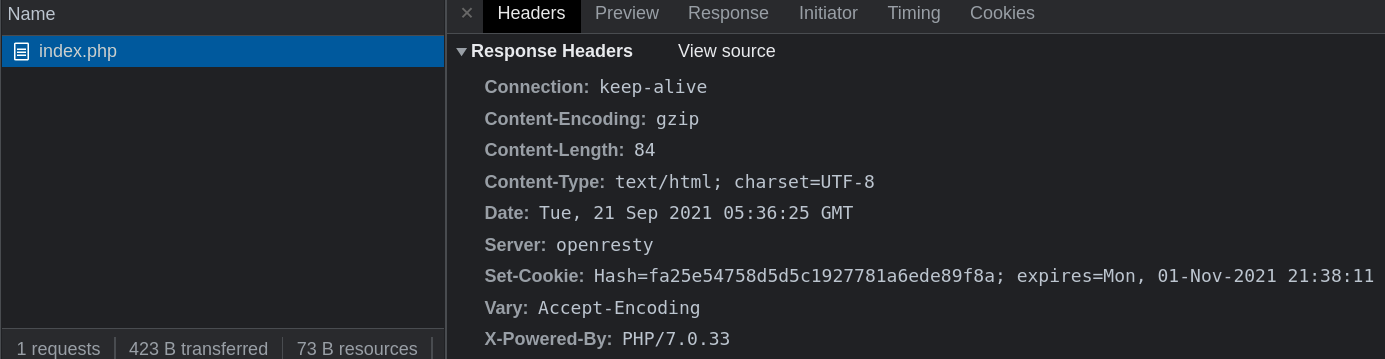 Name
index.php
1 requests 423 B transferred 73 B resources
× Headers Preview Response Initiator Timing Cookies
Response Headers View source
Connection: keep-alive
Content-Encoding: gzip
Content-Length: 84
Content-Type: text/html; charset=UTF-8
Date: Tue, 21 Sep 2021 05:36:25 GMT
Server: openresty
Set-Cookie: Hash=fa25e54758d5d5c1927781a6ede89f8a; expires=Mon, 01-Nov-2021 21:38:11
Vary: Accept-Encoding
X-Powered-By: PHP/7.0.33